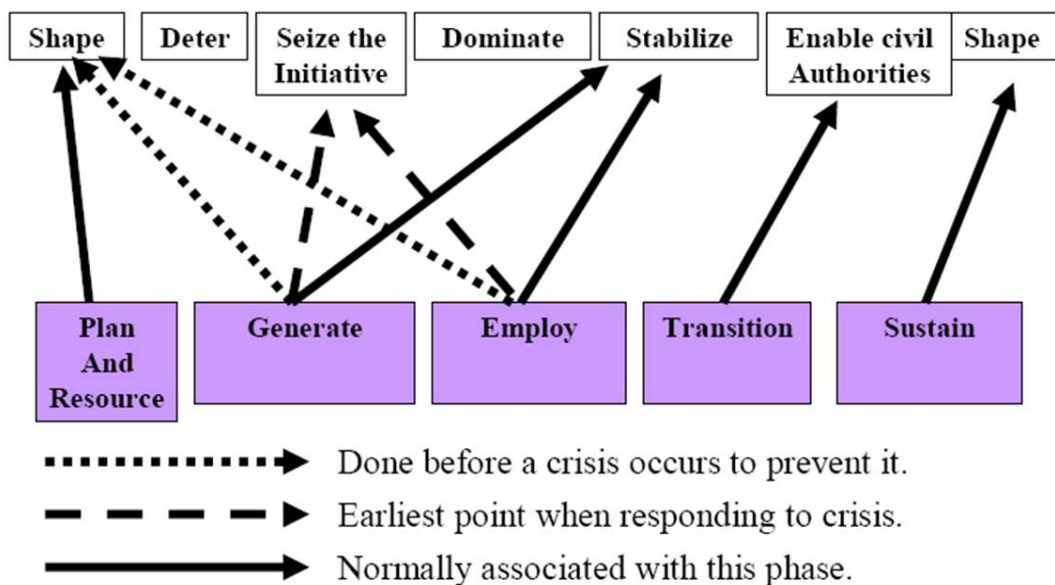 Shape
Deter
Seize the
Initiative
Dominate
Stabilize
Enable civil
Authorities
Shape
Plan
And
Resource
Generate
Employ
Transition
Sustain
Done before a crisis occurs to prevent it.
Earliest point when responding to crisis.
Normally associated with this phase.